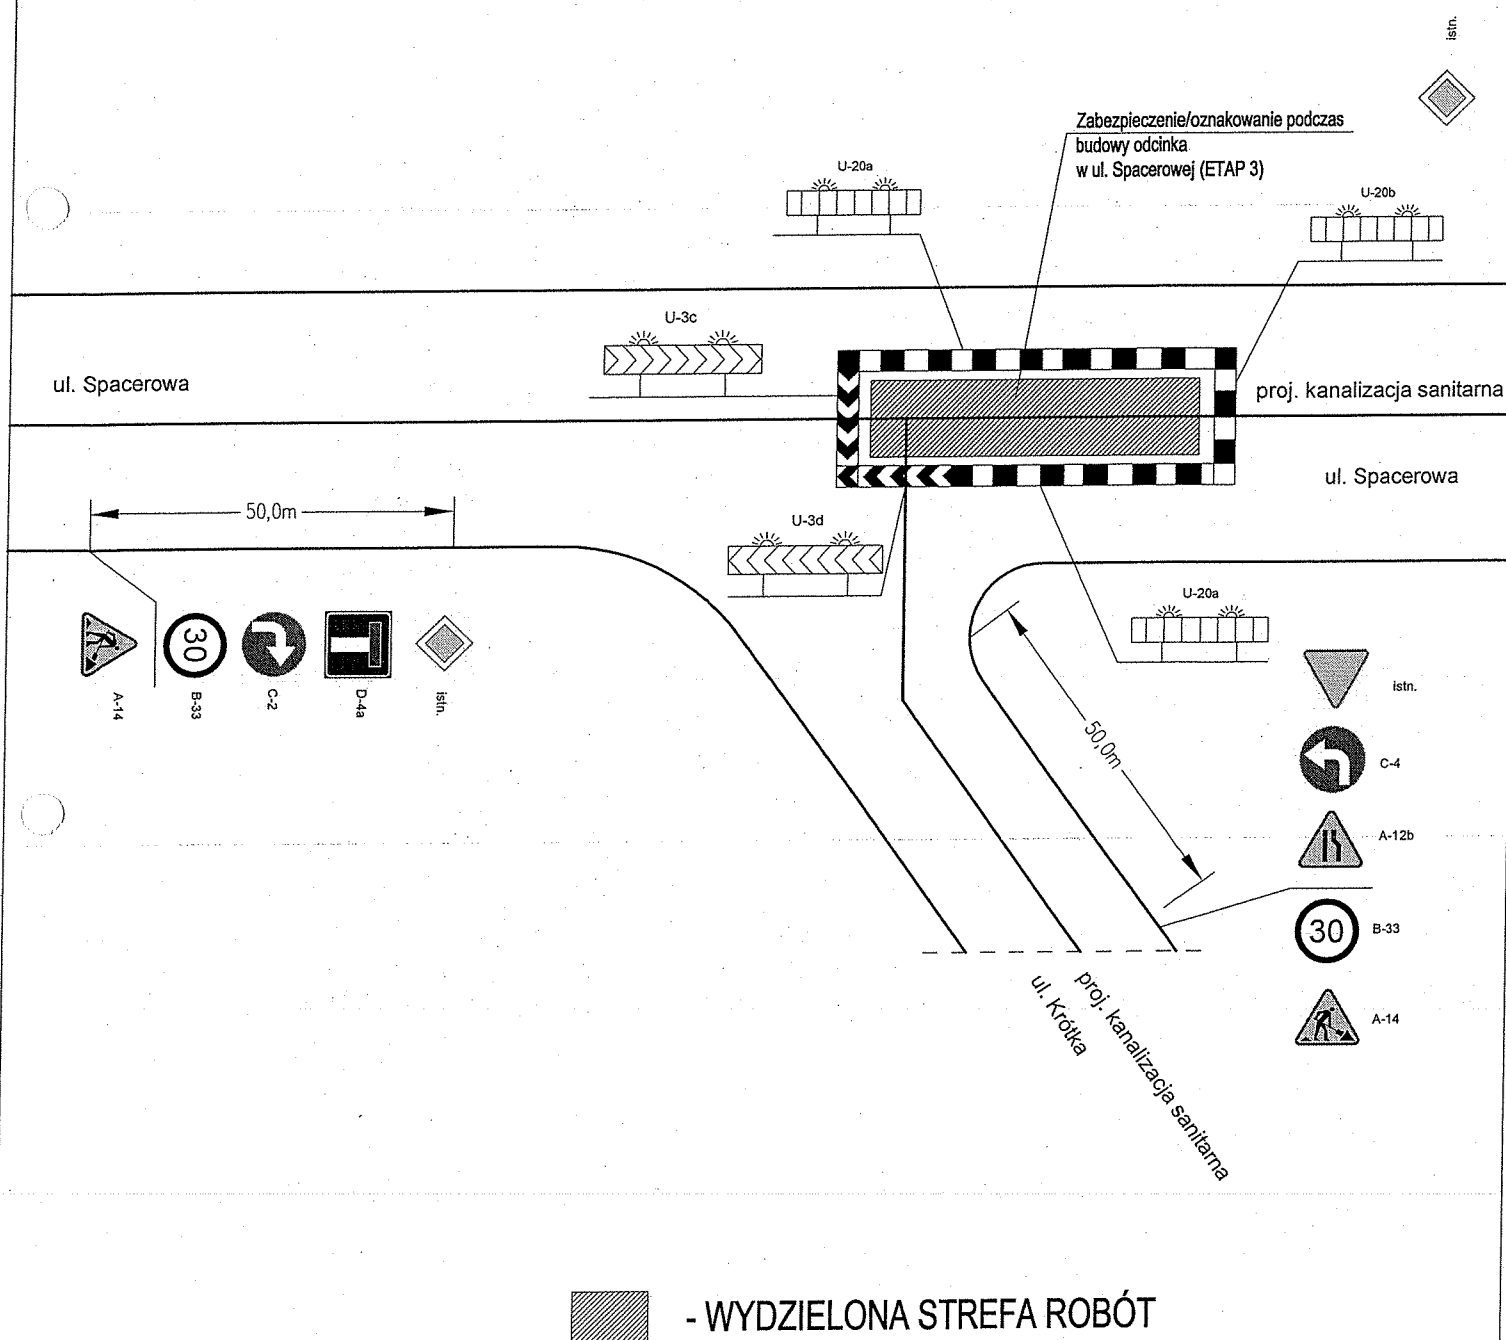 istn.
Zabezpieczenie/oznakowanie podczas
budowy odcinka
w ul. Spacerowej (ETAP 3)
U-20a
U-20b
U-3c
ul. Spacerowa
proj. kanalizacja sanitarna
ul. Spacerowa
50,0m
U-3d
U-20a
30
A-14
B-33
C-2
D-4a
istn.
istn.
50,0m
C-4
A-12b
30
B-33
A-14
ul. Krótka
proj. kanalizacja sanitarna
- WYDZIELONA STREFA ROBÓT